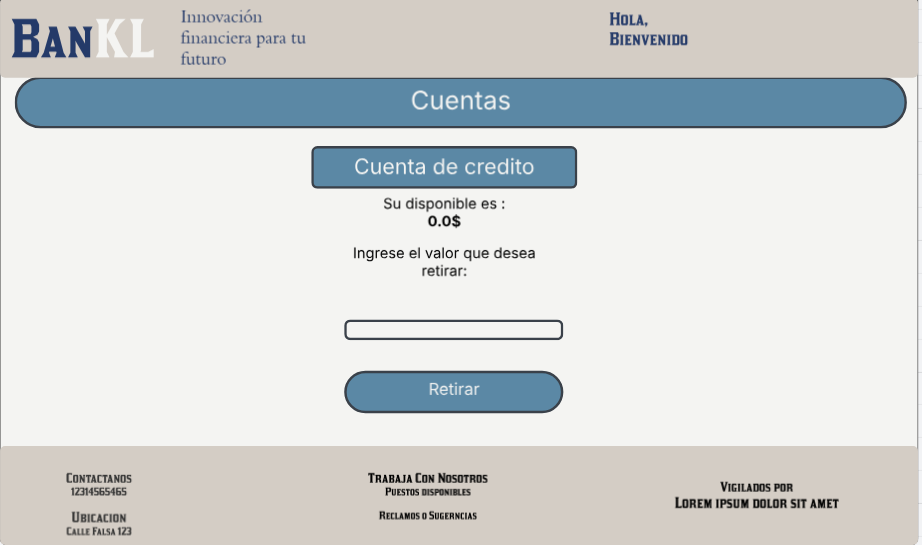 BanKL
Innovación
financiera para tu
futuro
Hola,
Bienvenido
Cuentas
Cuenta de credito
Su disponible es :
0.0$
Ingrese el valor que desea
retirar:
Retirar
Contactanos
12314565465
Ubicacion
Calle Falsa 123
Trabaja Con Nosotros
Puestos disponibles
Reclamos o Sugerncias
Vigilados por
Lorem ipsum dolor sit amet